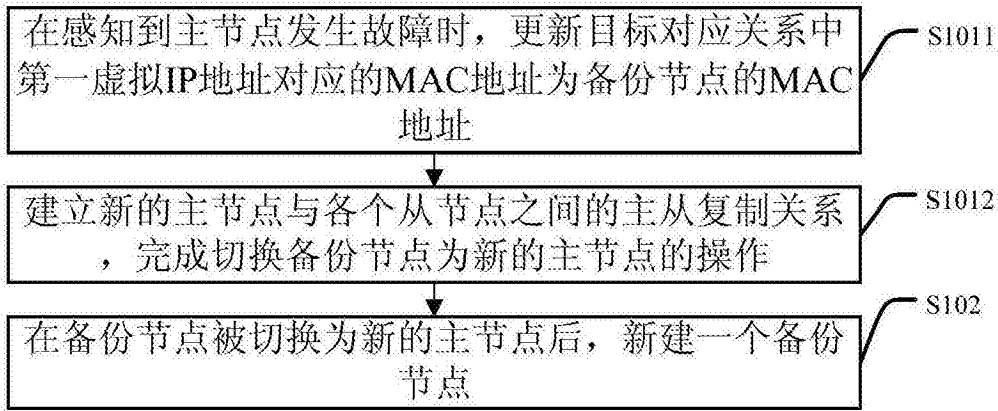 在感知到主节点发生故障时，更新目标对应关系中
第一虚拟IP地址对应的MAC地址为备份节点的MAC
地址
S1011
建立新的主节点与各个从节点之间的主从复制关系
，完成切换备份节点为新的主节点的操作
S1012
在备份节点被切换为新的主节点后，新建一个备份
节点
S102